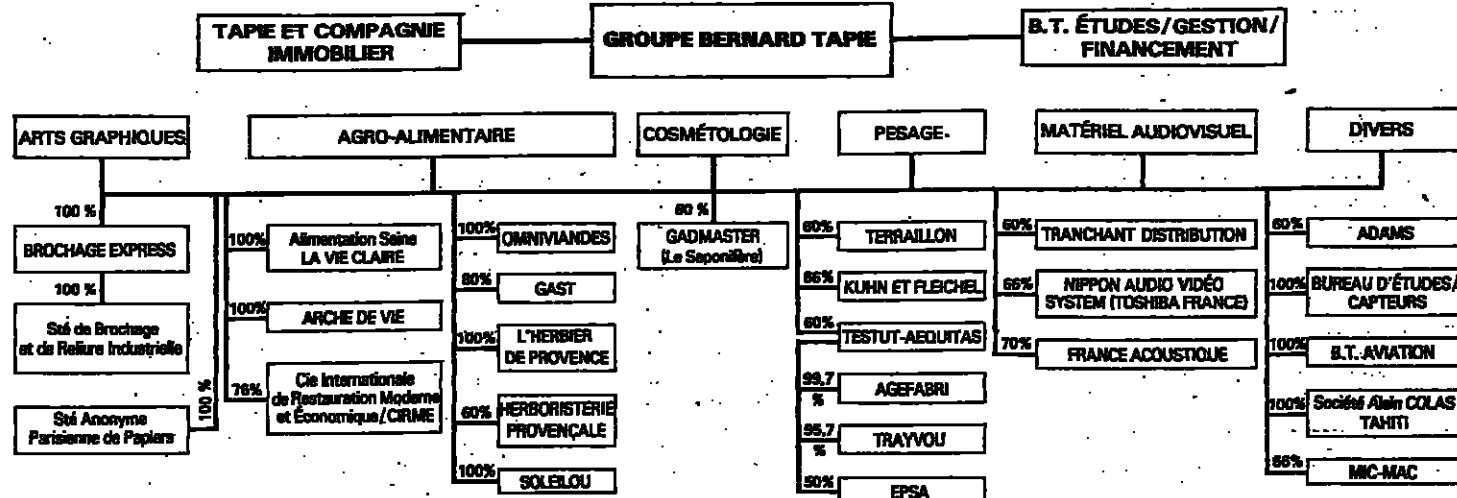 TAPIE ET COMPAGNIE
IMMOBILIER
GROUPE BERNARD TAPIE
B.T. ÉTUDES/GESTION/
FINANCEMENT
ARTS GRAPHIQUES
AGRO-ALIMENTAIRE
COSMÉTOLOGIE
PESAGE
MATÉRIEL AUDIOVISUEL
DIVERS
100 %
BROCHAGE EXPRESS
100 %
Sté de Brochage
et de Reliure Industrielle
100 %
Sté Anonyme
Parisienne de Papiers
100%
Alimentation Seine
LA VIE CLAIRE
100%
ARCHE DE VIE
76%
Cie Internationale
de Restauration Moderne
et Économique/CIRME
100%
OMNIVIANDES
80%
GAST
100%
L'HERBIER
DE PROVENCE
60%
HERBORISTERIE
PROVENÇALE
100%
SOLEILOU
60 %
GADMASTER
(Le Saponifère)
60%
TERRAILLON
66%
KUHN ET FLEICHEL
60%
TESTUT-AEQUITAS
99,7
%
AGEFABRI
95,7
%
TRAYVOU
50%
EPSA
60%
TRANCHANT DISTRIBUTION
66%
NIPPON AUDIO VIDÉO
SYSTEM (TOSHIBA FRANCE)
70%
FRANCE ACOUSTIQUE
60%
ADAMS
100%
BUREAU D'ÉTUDES/
CAPTEURS
100%
B.T. AVIATION
100%
Société Alain COLAS
TAHITI
66%
MIC-MAC